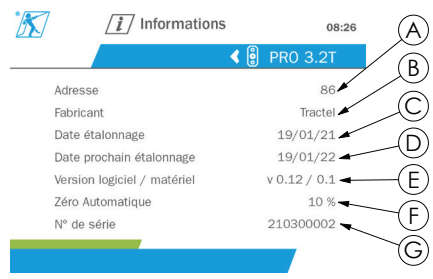 Informations 08:26
PRO 3.2T
Adresse 86 A
Fabricant Tractel B
Date étalonnage 19/01/21 C
Date prochain étalonnage 19/01/22 D
Version logiciel / matériel v 0.12 / 0.1 E
Zéro Automatique 10 % F
N° de série 210300002 G